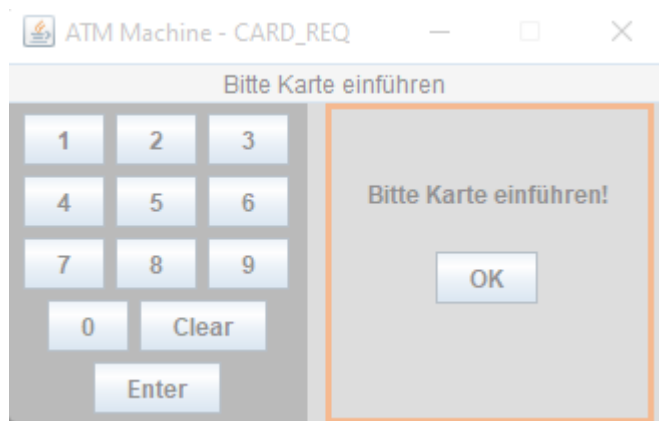 ATM Machine - CARD_REQ
Bitte Karte einführen
1 2 3
4 5 6
7 8 9
0 Clear
Enter
Bitte Karte einführen!
OK